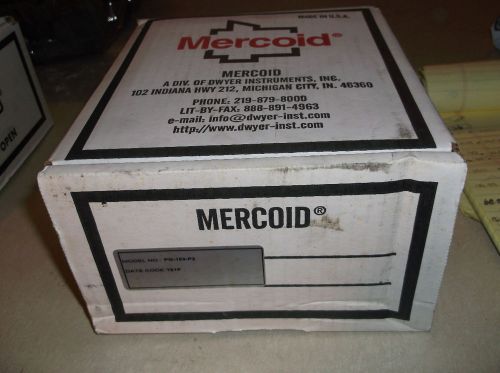 MADE IN U.S.A.
Mercoid®
MERCOID
A DIV. OF DWYER INSTRUMENTS, INC.
102 INDIANA HWY 212, MICHIGAN CITY, IN. 46360
PHONE: 219-879-8000
LIT-BY-FAX: 888-891-4963
e-mail: info@dwyer-inst.com
http://www.dwyer-inst.com
OPEN
MERCOID®
MODEL NO.
DATE CODE